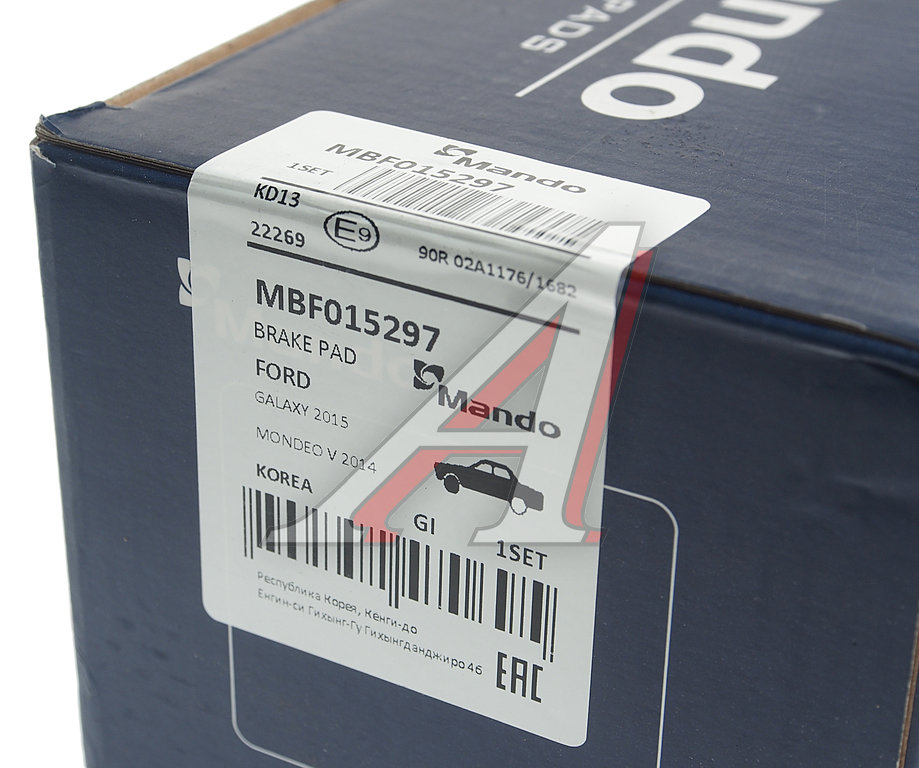 PADS
ndo
Mando
MBF015297
1SET
KD13
22269
E9
90R 02A1176/1682
MBF015297
BRAKE PAD
FORD
Mando
GALAXY 2015
MONDEO V 2014
KOREA
GI
1SET
Республика Корея, Кенги-до
Енгин-си Гихынг-Гу Гихынгданджиро46
EAC